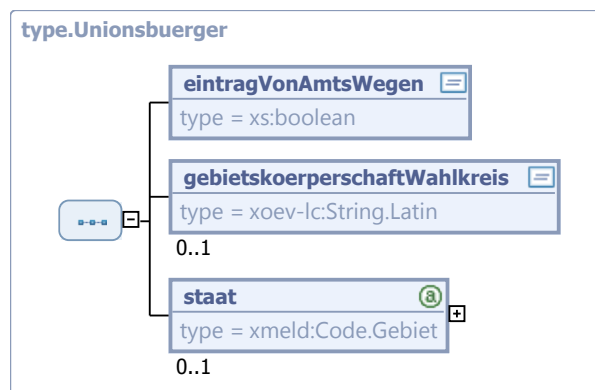 type.Unionsbuerger
eintragVonAmtsWegen
type = xs:boolean
gebietskoerperschaftWahlkreis
type = xoev-lc:String.Latin
0..1
staat
type = xmeld:Code.Gebiet
0..1